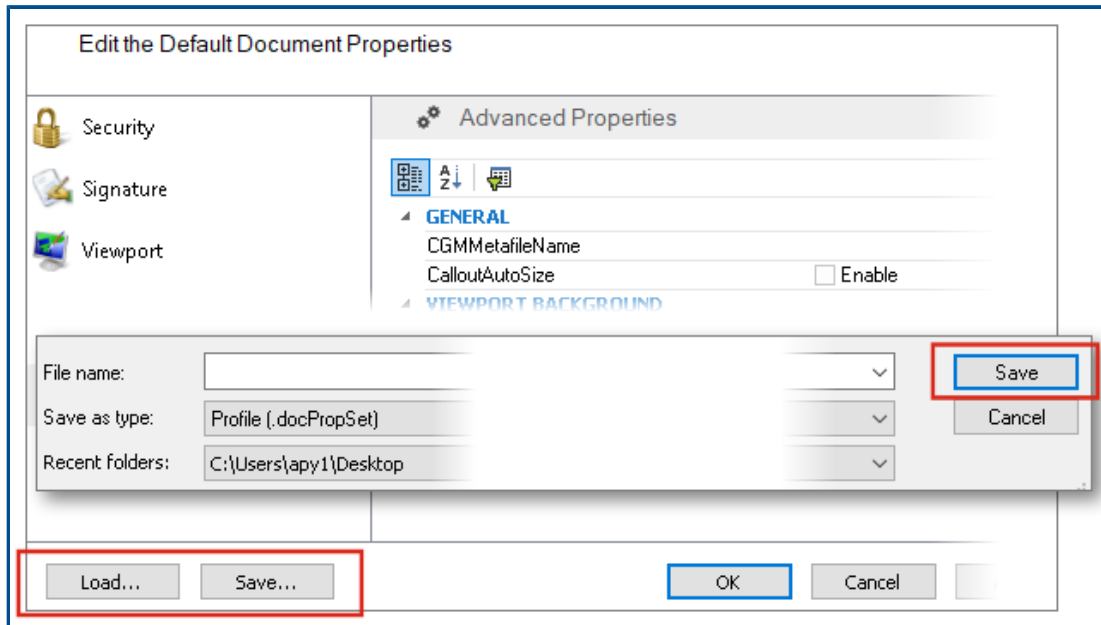 Edit the Default Document Properties
Security
Signature
Viewport
Advanced Properties
GENERAL
CGMMetafileName
CalloutAutoSize Enable
VIEWPORT BACKGROUND
File name: Save
Save as type: Profile (.docPropSet) Cancel
Recent folders: C:\Users\apy1\Desktop
Load... Save... OK Cancel